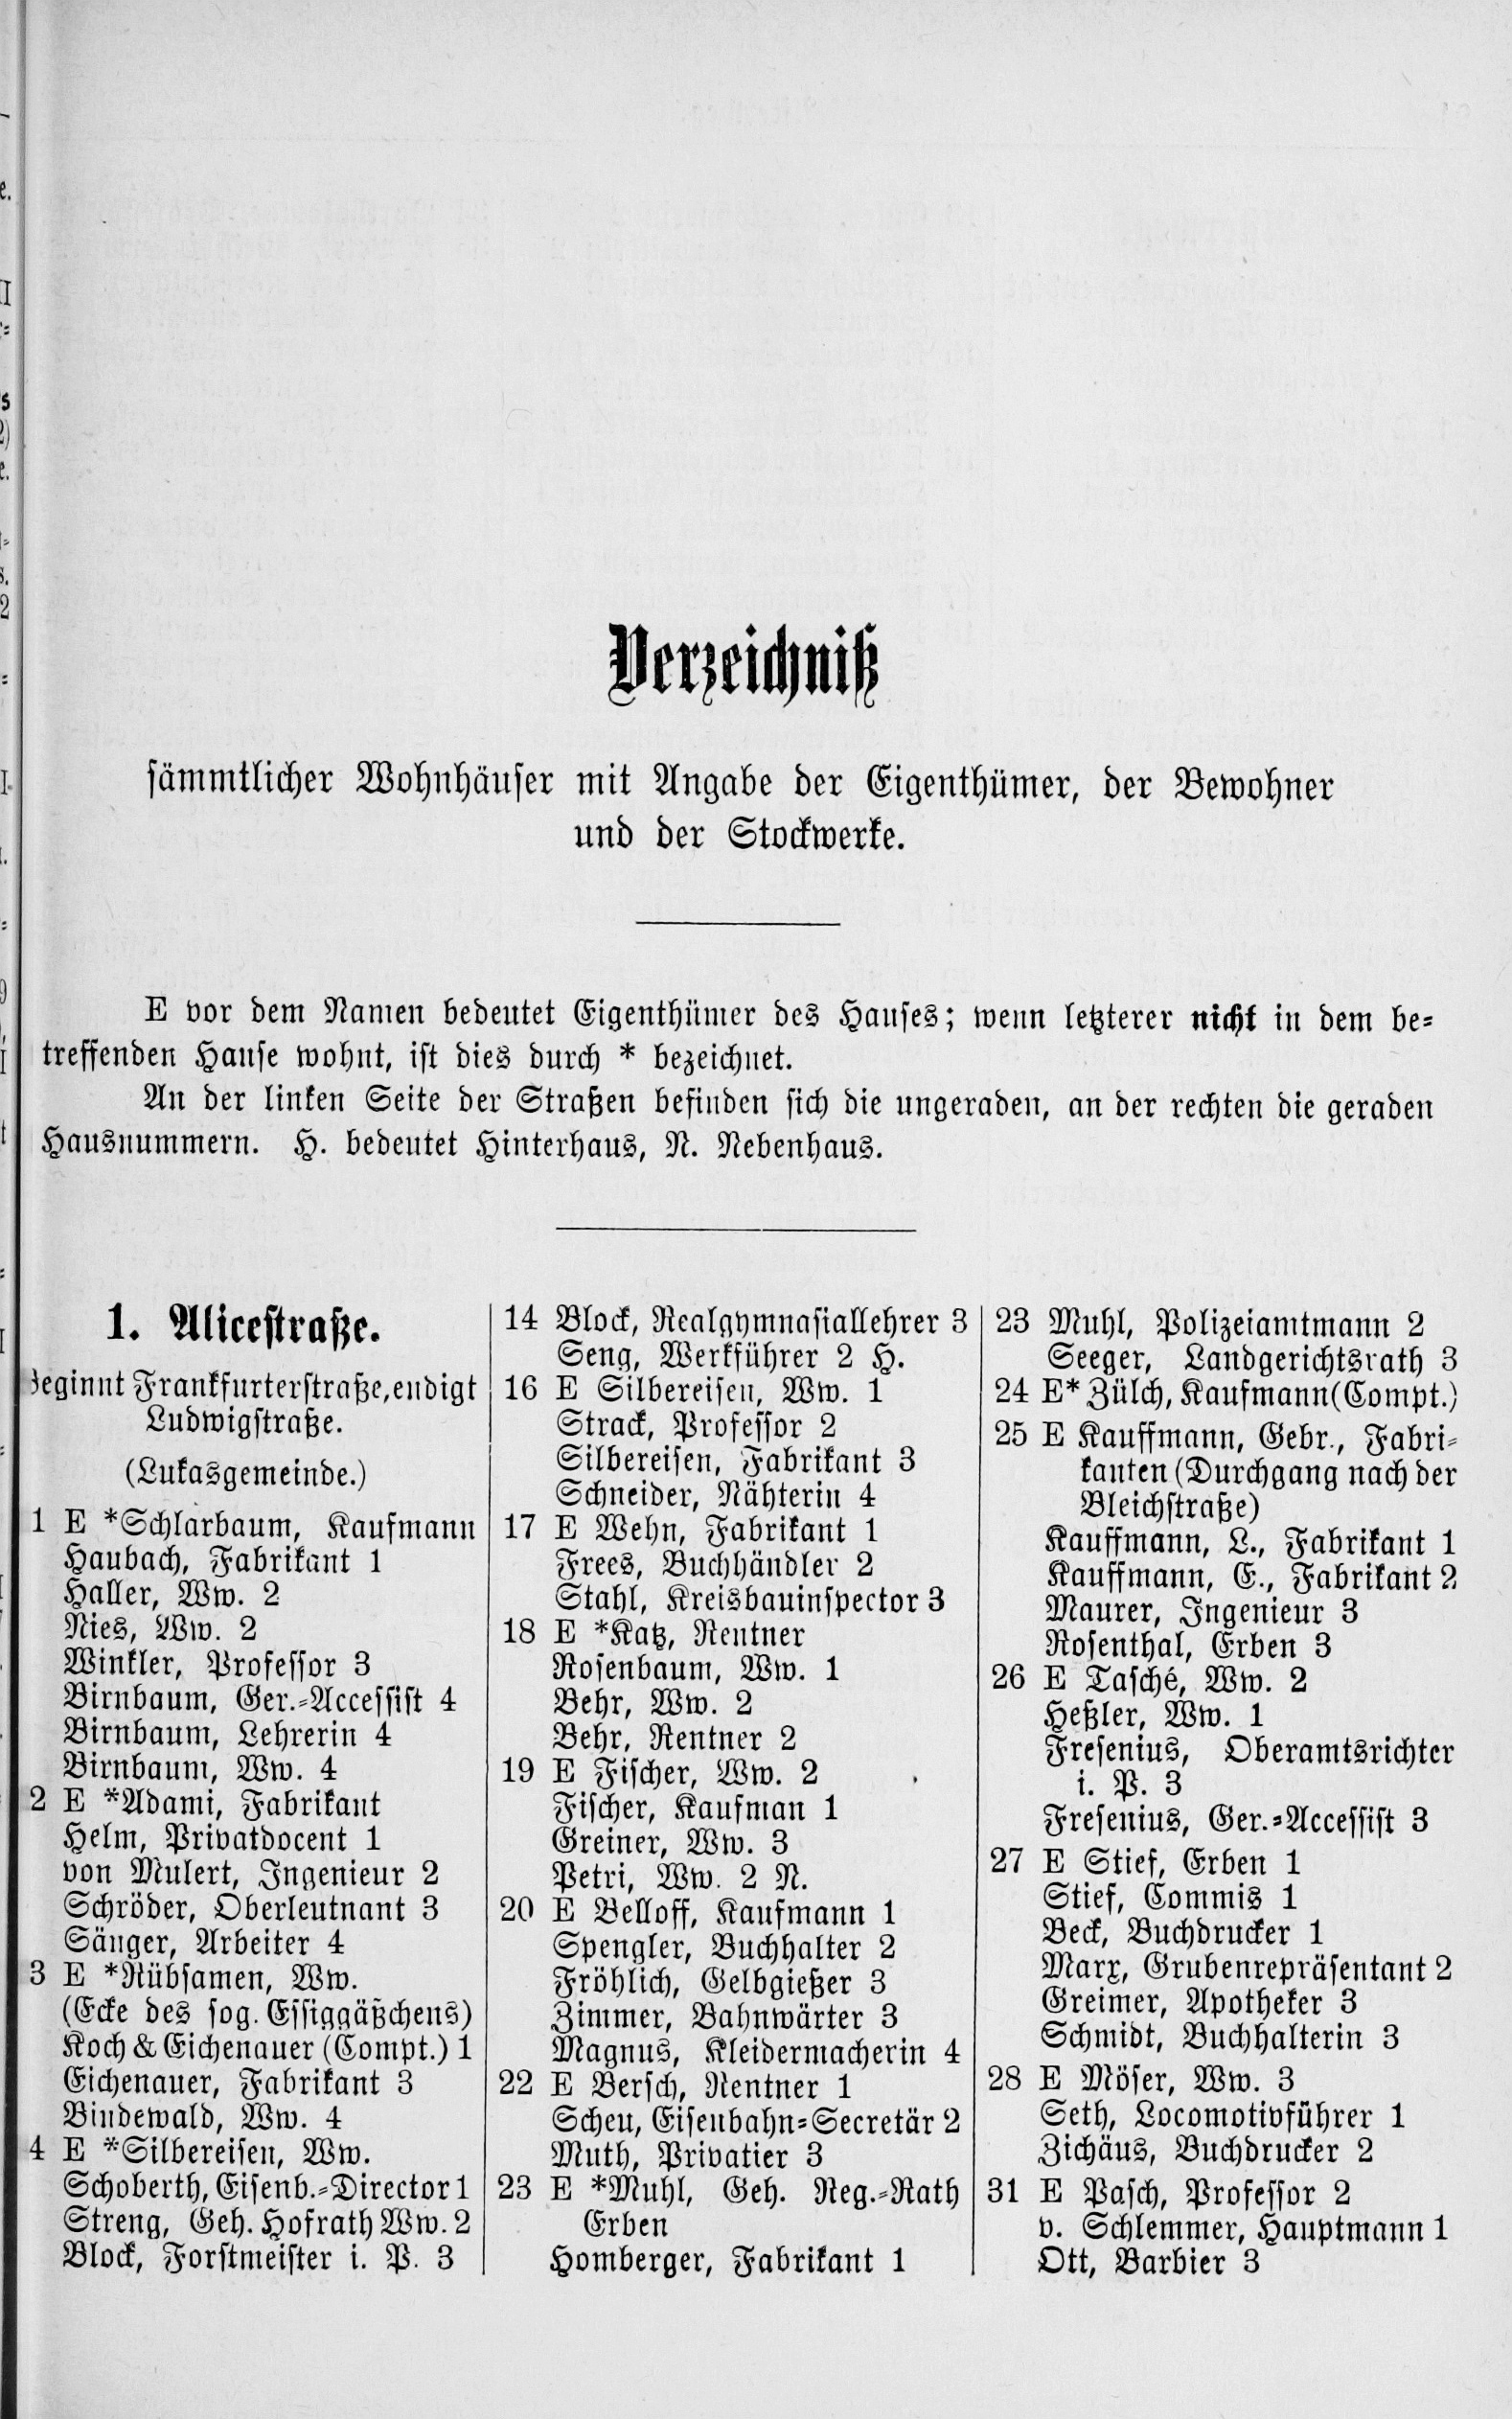 Verzeichniß
sämmtlicher Wohnhäuser mit Angabe der Eigenthümer, der Bewohner
und der Stockwerke.
E vor dem Namen bedeutet Eigenthümer des Hauses; wenn letzterer nicht in dem be-
treffenden Hause wohnt, ist dies durch * bezeichnet.
An der linken Seite der Straßen befinden sich die ungeraden, an der rechten die geraden
Hausnummern. H. bedeutet Hinterhaus, N. Nebenhaus.
1. Alicestraße.
Beginnt Frankfurterstraße, endigt
Ludwigstraße.
(Lukasgemeinde.)
1 E *Schlarbaum, Kaufmann
Haubach, Fabrikant 1
Haller, Ww. 2
Nies, Ww. 2
Winkler, Professor 3
Birnbaum, Ger.-Accessist 4
Birnbaum, Lehrerin 4
Birnbaum, Ww. 4
2 E *Adami, Fabrikant
Helm, Privatdocent 1
von Mulert, Ingenieur 2
Schröder, Oberleutnant 3
Sänger, Arbeiter 4
3 E *Rübsamen, Ww.
(Ecke des sog. Essiggäßchens)
Koch & Eichenauer (Compt.) 1
Eichenauer, Fabrikant 3
Bindewald, Ww. 4
4 E *Silbereisen, Ww.
Schoberth, Eisenb.-Director 1
Streng, Geh. Hofrath Ww. 2
Block, Forstmeister i. P. 3
14 Block, Realgymnasiallehrer 3
Seng, Werkführer 2 H.
16 E Silbereisen, Ww. 1
Strack, Professor 2
Silbereisen, Fabrikant 3
Schneider, Nähterin 4
17 E Wehn, Fabrikant 1
Frees, Buchhändler 2
Stahl, Kreisbauinspector 3
18 E *Katz, Rentner
Rosenbaum, Ww. 1
Behr, Ww. 2
Behr, Rentner 2
19 E Fischer, Ww. 2
Fischer, Kaufman 1
Greiner, Ww. 3
Petri, Ww. 2 N.
20 E Belloff, Kaufmann 1
Spengler, Buchhalter 2
Fröhlich, Gelbgießer 3
Zimmer, Bahnwärter 3
Magnus, Kleidermacherin 4
22 E Bersch, Rentner 1
Scheu, Eisenbahn-Secretär 2
Muth, Privatier 3
23 E *Muhl, Geh. Reg.-Rath
Erben
Homberger, Fabrikant 1
23 Muhl, Polizeiamtmann 2
Seeger, Landgerichtsrath 3
24 E* Zülch, Kaufmann (Compt.)
25 E Kauffmann, Gebr., Fabri-
kanten (Durchgang nach der
Bleichstraße)
Kauffmann, L., Fabrikant 1
Kauffmann, E., Fabrikant 2
Maurer, Ingenieur 3
Rosenthal, Erben 3
26 E Tasché, Ww. 2
Heßler, Ww. 1
Fresenius, Oberamtsrichter
i. P. 3
Fresenius, Ger.-Accessist 3
27 E Stief, Erben 1
Stief, Commis 1
Beck, Buchdrucker 1
Marx, Grubenrepräsentant 2
Greimer, Apotheker 3
Schmidt, Buchhalterin 3
28 E Möser, Ww. 3
Seth, Locomotivführer 1
Zichäus, Buchdrucker 2
31 E Pasch, Professor 2
v. Schlemmer, Hauptmann 1
Ott, Barbier 3